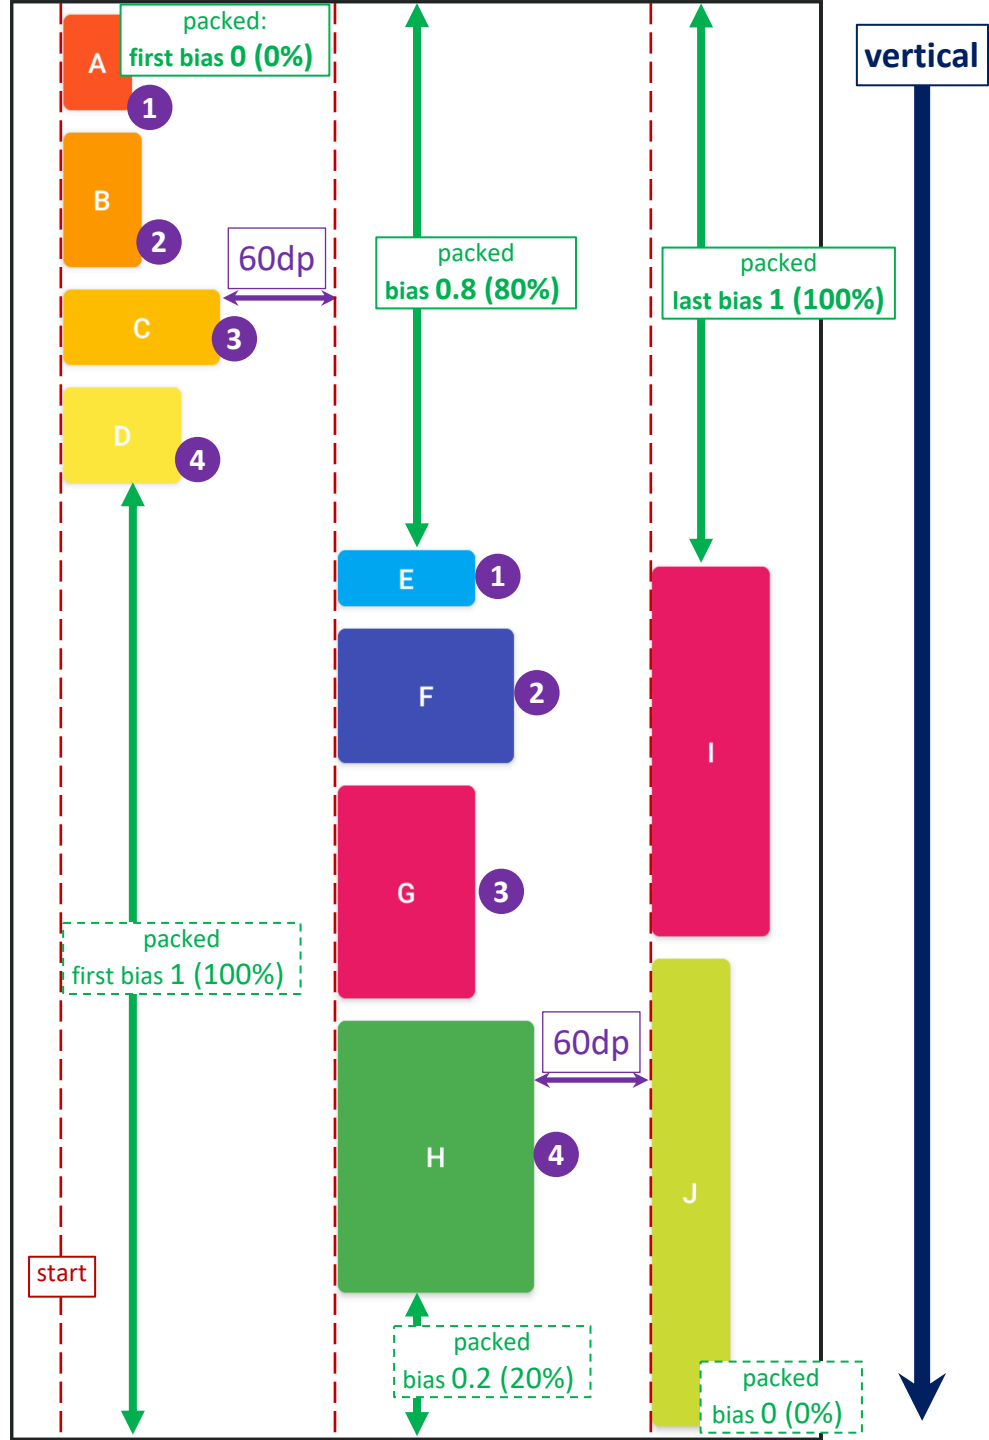 packed:
first bias 0 (0%)
A
1
B
2
60dp
C
3
D
4
packed
first bias 1 (100%)
start
packed
bias 0.8 (80%)
E
1
F
2
G
3
60dp
H
4
packed
bias 0.2 (20%)
packed
last bias 1 (100%)
I
J
packed
bias 0 (0%)
vertical